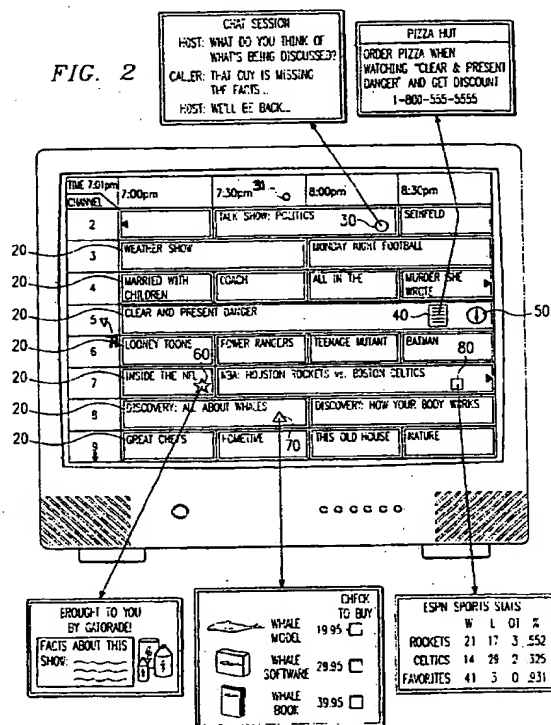 CHAT SESSION
HOST: WHAT DO YOU THINK OF
WHAT'S BEING DISCUSSED?
CALLER: THAT GUY IS MISSING
THE FACTS...
HOST: WE'LL BE BACK...
PIZZA HUT
ORDER PIZZA WHEN
WATCHING "CLEAR & PRESENT
DANGER" AND GET DISCOUNT
1-800-555-5555
FIG. 2
TIME 7:01pm 7:00pm 7:30pm 8:00pm 8:30pm
CHANNEL
2 TALK SHOW: POLITICS 30 SEINFELD
20 3 WEATHER SHOW MONDAY NIGHT FOOTBALL
20 4 MARRIED WITH CHILDREN COACH ALL IN THE MURDER SHE WROTE
20 5 CLEAR AND PRESENT DANGER 40 50
20 6 LOONEY TOONS POWER RANGERS TEENAGE MUTANT BATMAN
60 80
20 7 INSIDE THE NFL NBA: HOUSTON ROCKETS vs. BOSTON CELTICS
20 8 DISCOVERY: ALL ABOUT WHALES DISCOVERY: HOW YOUR BODY WORKS
20 9 GREAT CHEFS HOMETIME 70 THIS OLD HOUSE NATURE
BROUGHT TO YOU
BY GATORADE!
FACTS ABOUT THIS
SHOW:
CHECK
TO BUY
WHALE
MODEL 19.95
WHALE
SOFTWARE 29.95
WHALE
BOOK 39.95
ESPN SPORTS STATS
W L OT %
ROCKETS 21 17 3 .552
CELTICS 14 29 2 .325
FAVORITES 41 3 0 .931